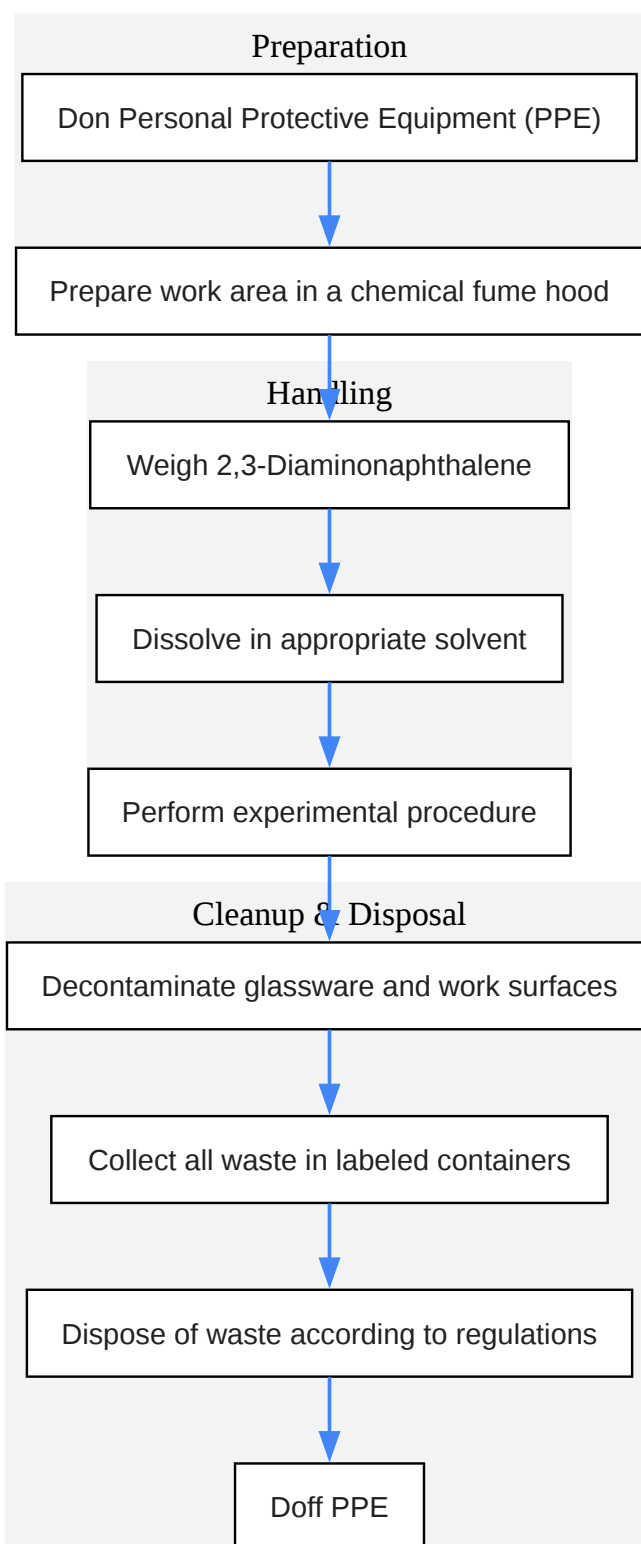 Preparation
Don Personal Protective Equipment (PPE)
Prepare work area in a chemical fume hood
Handling
Weigh 2,3-Diaminonaphthalene
Dissolve in appropriate solvent
Perform experimental procedure
Cleanup & Disposal
Decontaminate glassware and work surfaces
Collect all waste in labeled containers
Dispose of waste according to regulations
Doff PPE